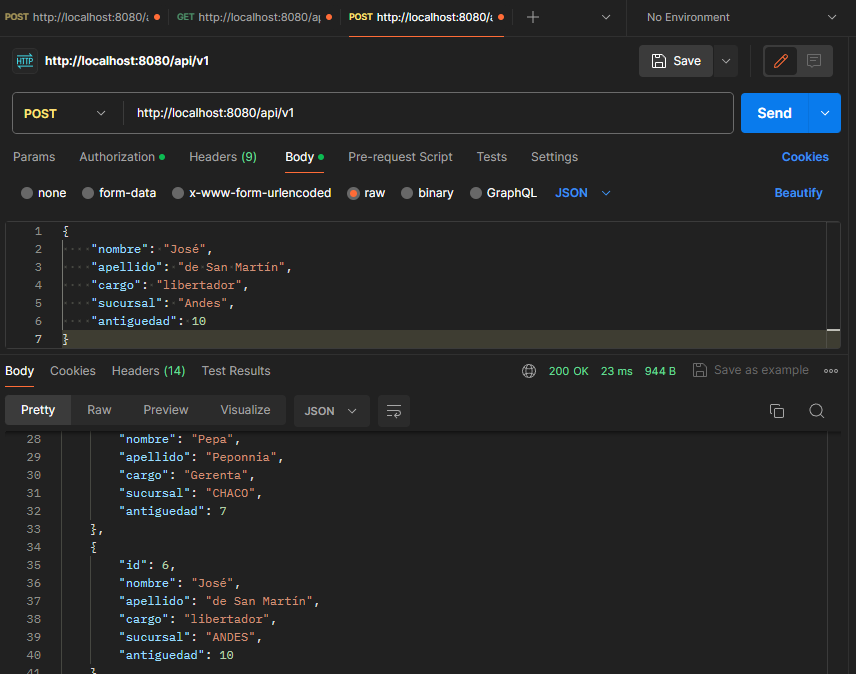 POST http://localhost:8080/a GET http://localhost:8080/ap POST http://localhost:8080/a No Environment
HTTP http://localhost:8080/api/v1 Save
POST http://localhost:8080/api/v1 Send
Params Authorization Headers (9) Body Pre-request Script Tests Settings Cookies
none form-data x-www-form-urlencoded raw binary GraphQL JSON Beautify
1 {
2 "nombre": "José",
3 "apellido": "de San Martín",
4 "cargo": "libertador",
5 "sucursal": "Andes",
6 "antiguedad": 10
7 }
Body Cookies Headers (14) Test Results 200 OK 23 ms 944 B Save as example
Pretty Raw Preview Visualize JSON
28 "nombre": "Pepa",
29 "apellido": "Peponnia",
30 "cargo": "Gerenta",
31 "sucursal": "CHACO",
32 "antiguedad": 7
33 },
34 {
35 "id": 6,
36 "nombre": "José",
37 "apellido": "de San Martín",
38 "cargo": "libertador",
39 "sucursal": "ANDES",
40 "antiguedad": 10
41 }